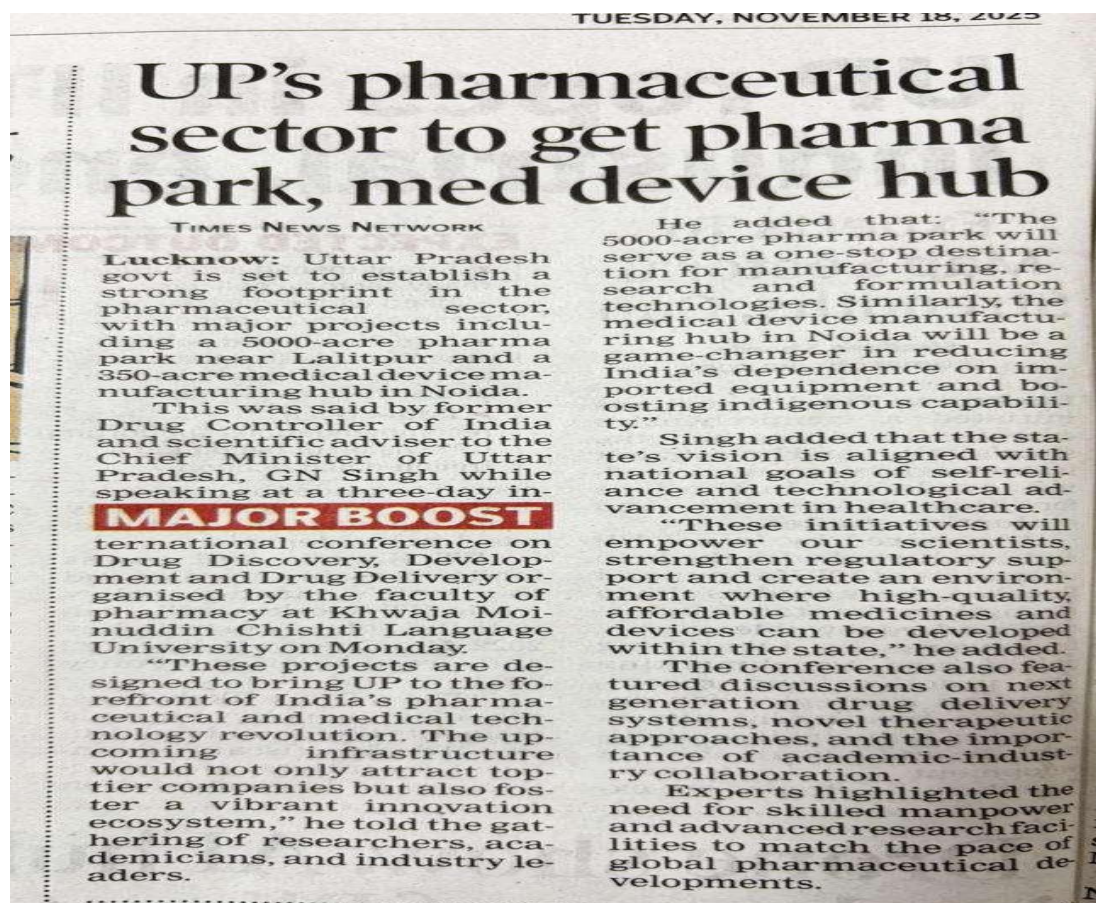 TUESDAY, NOVEMBER 18, 2025
UP's pharmaceutical
sector to get pharma
park, med device hub
TIMES NEWS NETWORK
Lucknow: Uttar Pradesh
govt is set to establish a
strong footprint in the
pharmaceutical sector,
with major projects inclu-
ding a 5000-acre pharma
park near Lalitpur and a
350-acre medical device ma-
nufacturing hub in Noida.
This was said by former
Drug Controller of India
and scientific adviser to the
Chief Minister of Uttar
Pradesh, GN Singh while
speaking at a three-day in-
MAJOR BOOST
ternational conference on
Drug Discovery, Develop-
ment and Drug Delivery or-
ganised by the faculty of
pharmacy at Khwaja Moi-
nuddin Chishti Language
University on Monday.
"These projects are de-
signed to bring UP to the fo-
refront of India's pharma-
ceutical and medical tech-
nology revolution. The up-
coming infrastructure
would not only attract top-
tier companies but also fos-
ter a vibrant innovation
ecosystem," he told the gat-
hering of researchers, aca-
demicians, and industry le-
aders.
He added that: "The
5000-acre pharma park will
serve as a one-stop destina-
tion for manufacturing, re-
search and formulation
technologies. Similarly, the
medical device manufactu-
ring hub in Noida will be a
game-changer in reducing
India's dependence on im-
ported equipment and bo-
osting indigenous capabili-
ty."
Singh added that the sta-
te's vision is aligned with
national goals of self-reli-
ance and technological ad-
vancement in healthcare.
"These initiatives will
empower our scientists,
strengthen regulatory sup-
port and create an environ-
ment where high-quality,
affordable medicines and
devices can be developed
within the state," he added.
The conference also fea-
tured discussions on next
generation drug delivery
systems, novel therapeutic
approaches, and the impor-
tance of academic-indust-
ry collaboration.
Experts highlighted the
need for skilled manpower
and advanced research faci-
lities to match the pace of
global pharmaceutical de-
velopments.